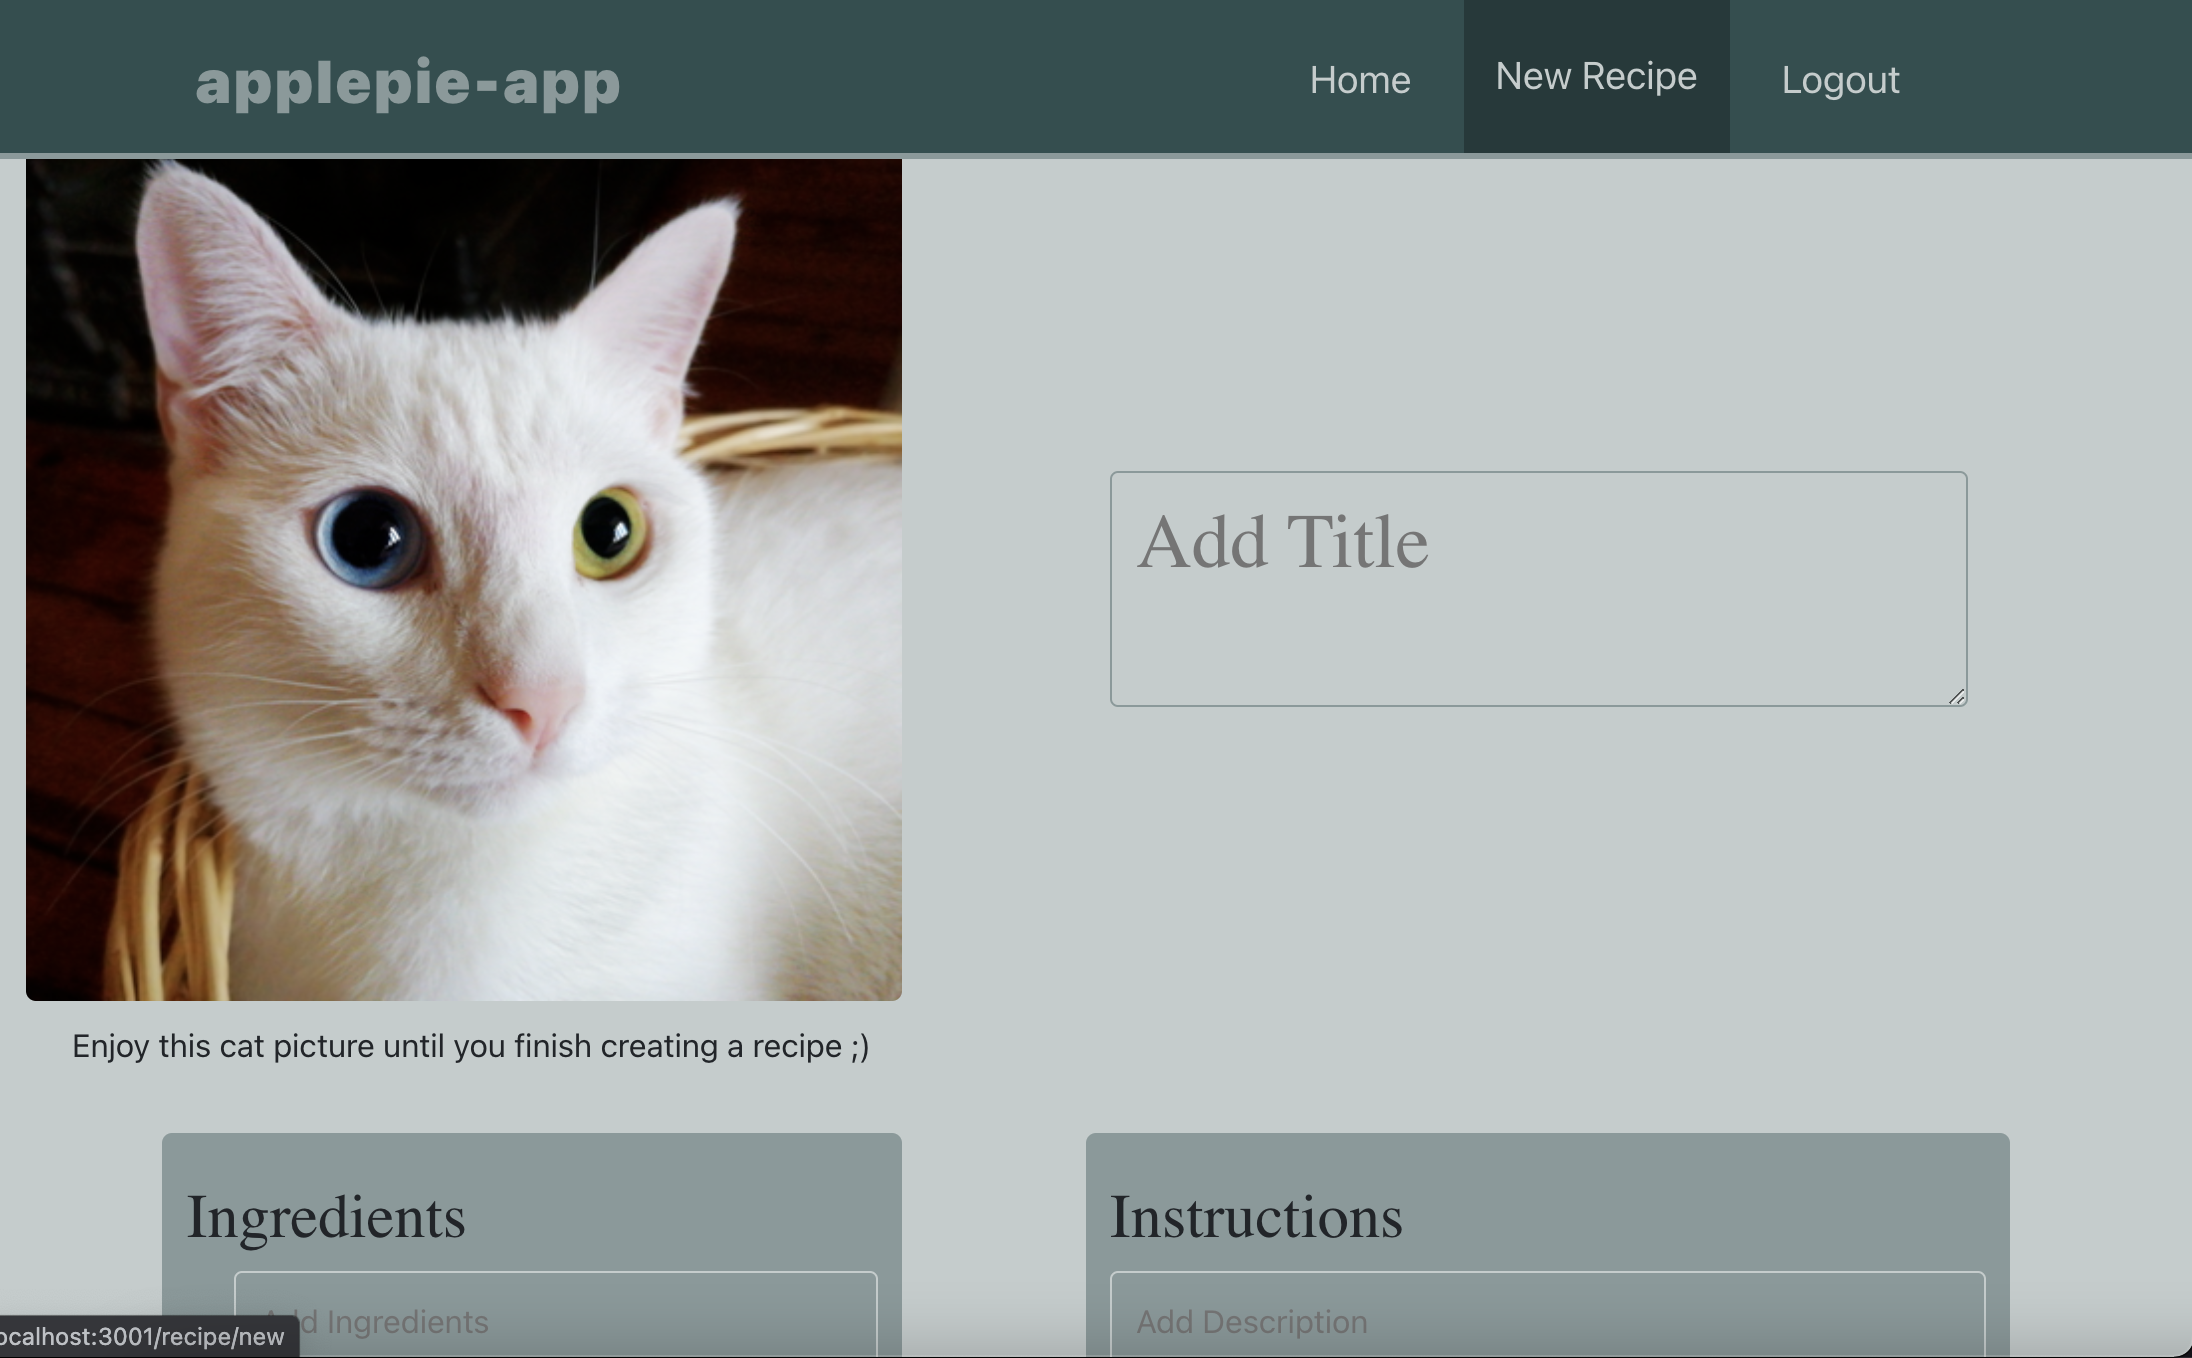 applepie-app
Home
New Recipe
Logout
Add Title
Enjoy this cat picture until you finish creating a recipe ;)
Ingredients
Instructions
Add Ingredients
Add Description
ocalhost:3001/recipe/new